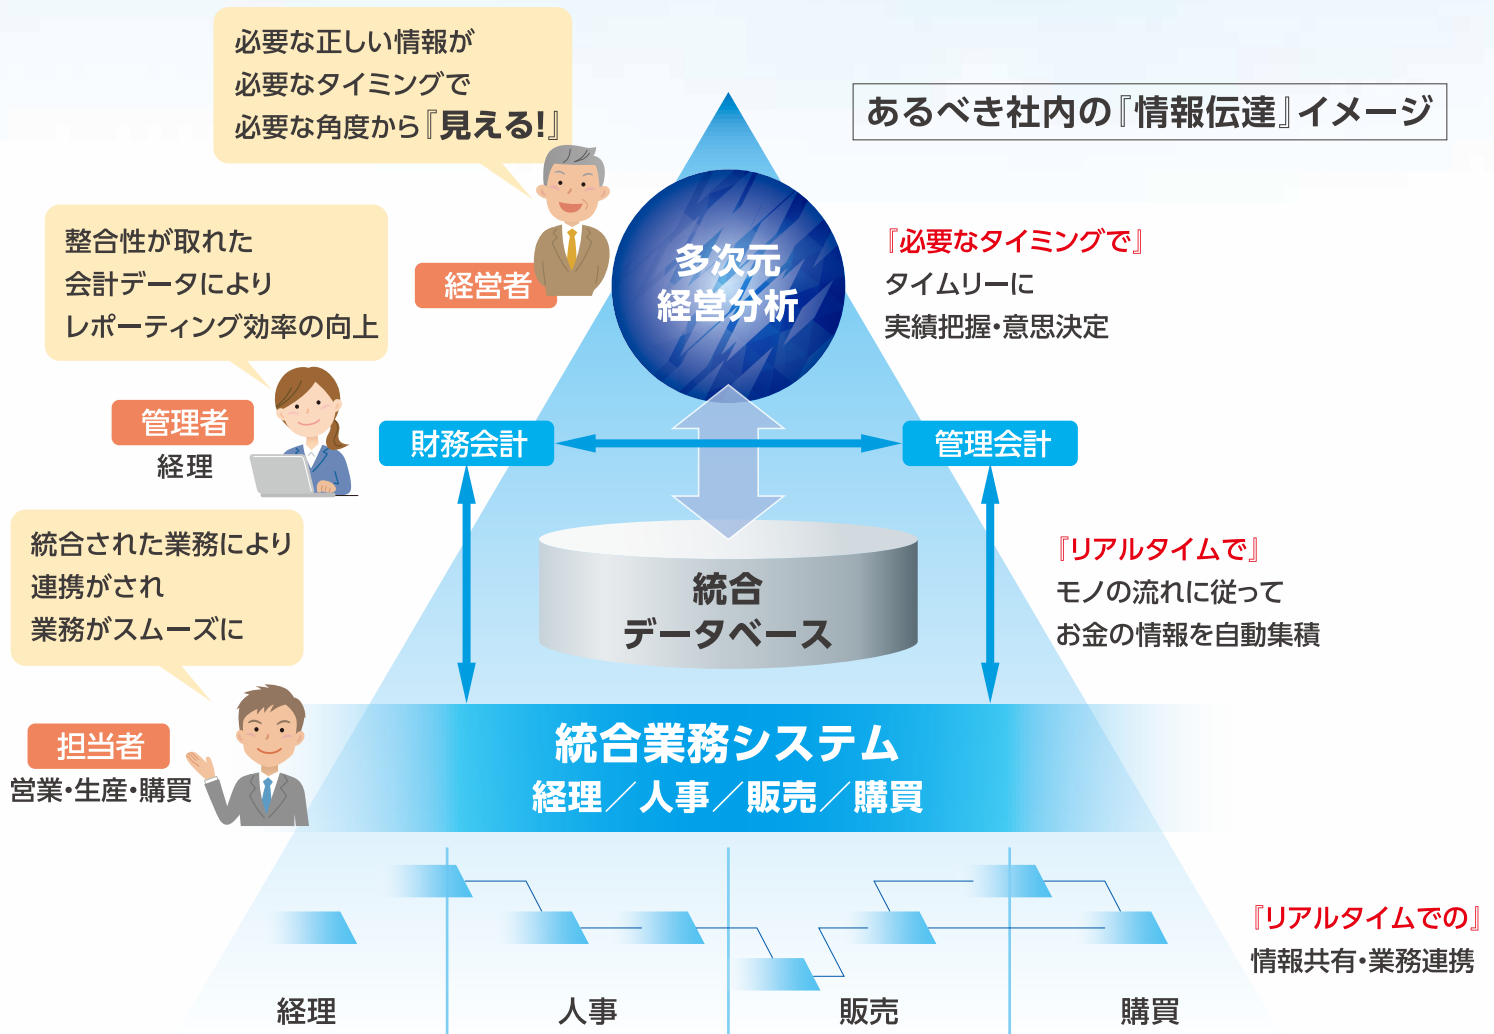 必要な正しい情報が
必要なタイミングで
必要な角度から『見える!』
あるべき社内の『情報伝達』イメージ
整合性が取れた
会計データにより
レポーティング効率の向上
経営者
多次元
経営分析
『必要なタイミングで』
タイムリーに
実績把握・意思決定
管理者
経理
財務会計
管理会計
統合された業務により
連携がされ
業務がスムーズに
統合
データベース
『リアルタイムで』
モノの流れに従って
お金の情報を自動集積
担当者
営業・生産・購買
統合業務システム
経理／人事／販売／購買
『リアルタイムでの』
情報共有・業務連携
経理
人事
販売
購買